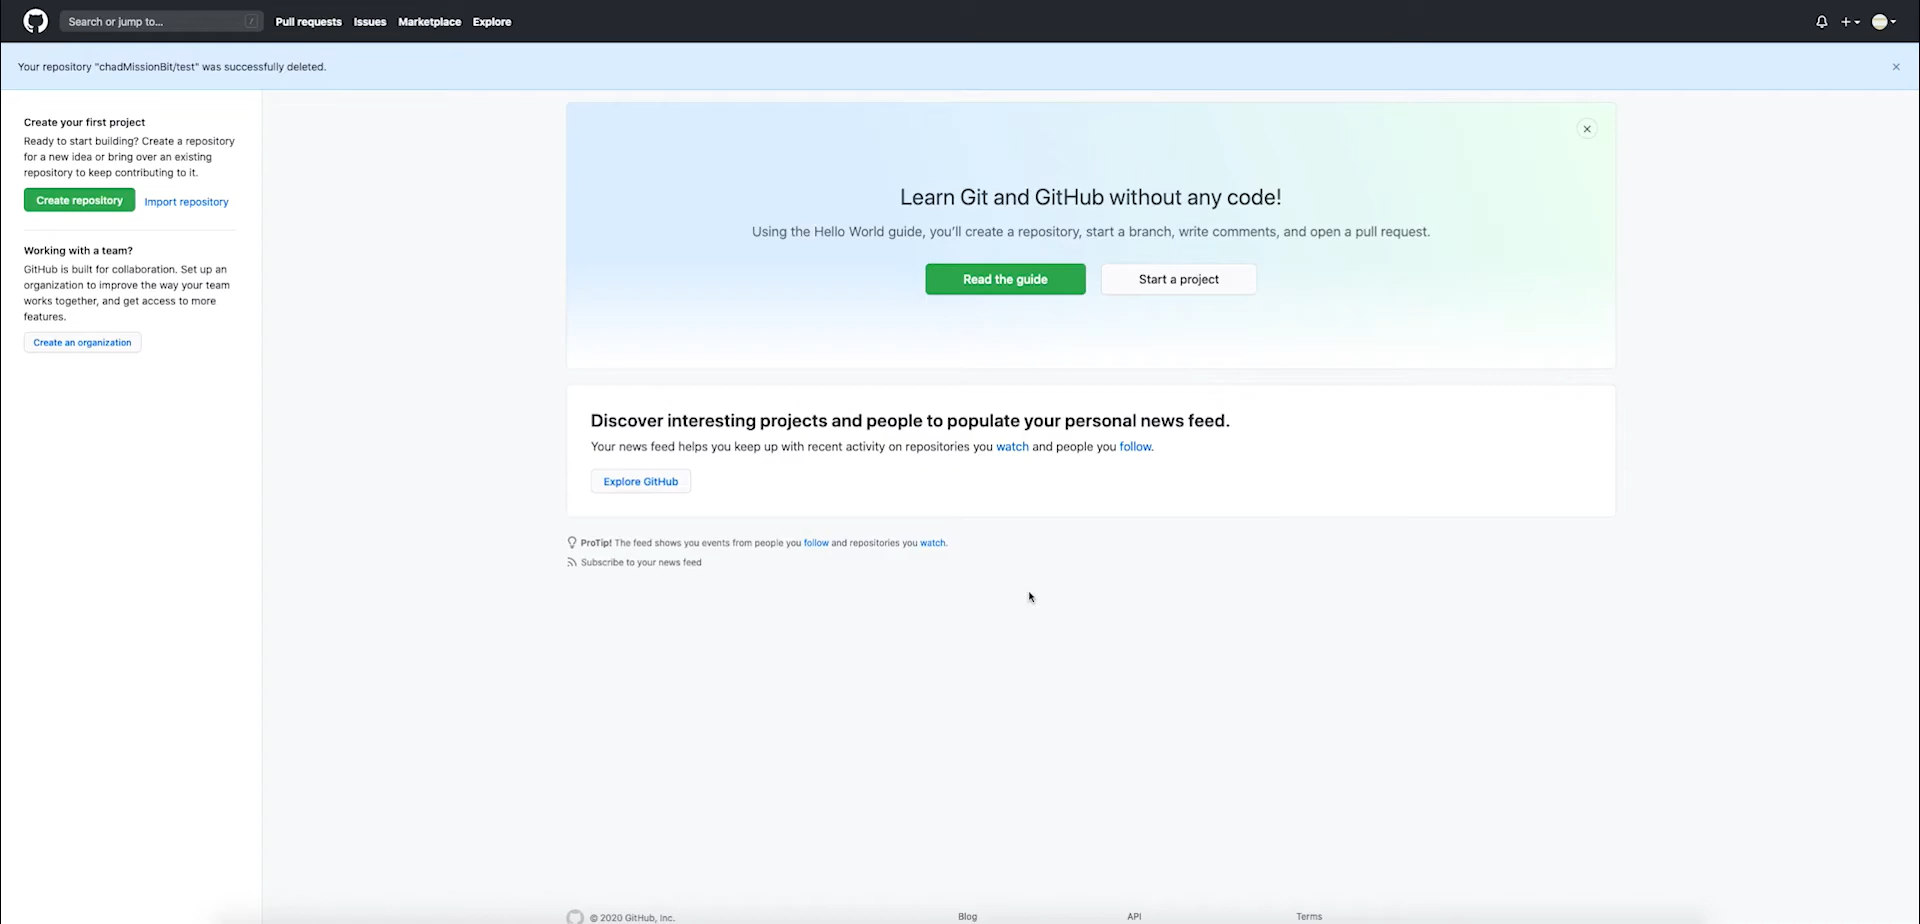 Search or jump to... /
Pull requests Issues Marketplace Explore
Your repository "chadMissionBit/test" was successfully deleted.
Create your first project
Ready to start building? Create a repository
for a new idea or bring over an existing
repository to keep contributing to it.
Create repository Import repository
Working with a team?
GitHub is built for collaboration. Set up an
organization to improve the way your team
works together, and get access to more
features.
Create an organization
Learn Git and GitHub without any code!
Using the Hello World guide, you’ll create a repository, start a branch, write comments, and open a pull request.
Read the guide Start a project
Discover interesting projects and people to populate your personal news feed.
Your news feed helps you keep up with recent activity on repositories you watch and people you follow.
Explore GitHub
ProTip! The feed shows you events from people you follow and repositories you watch.
Subscribe to your news feed
© 2020 GitHub, Inc. Blog API Terms